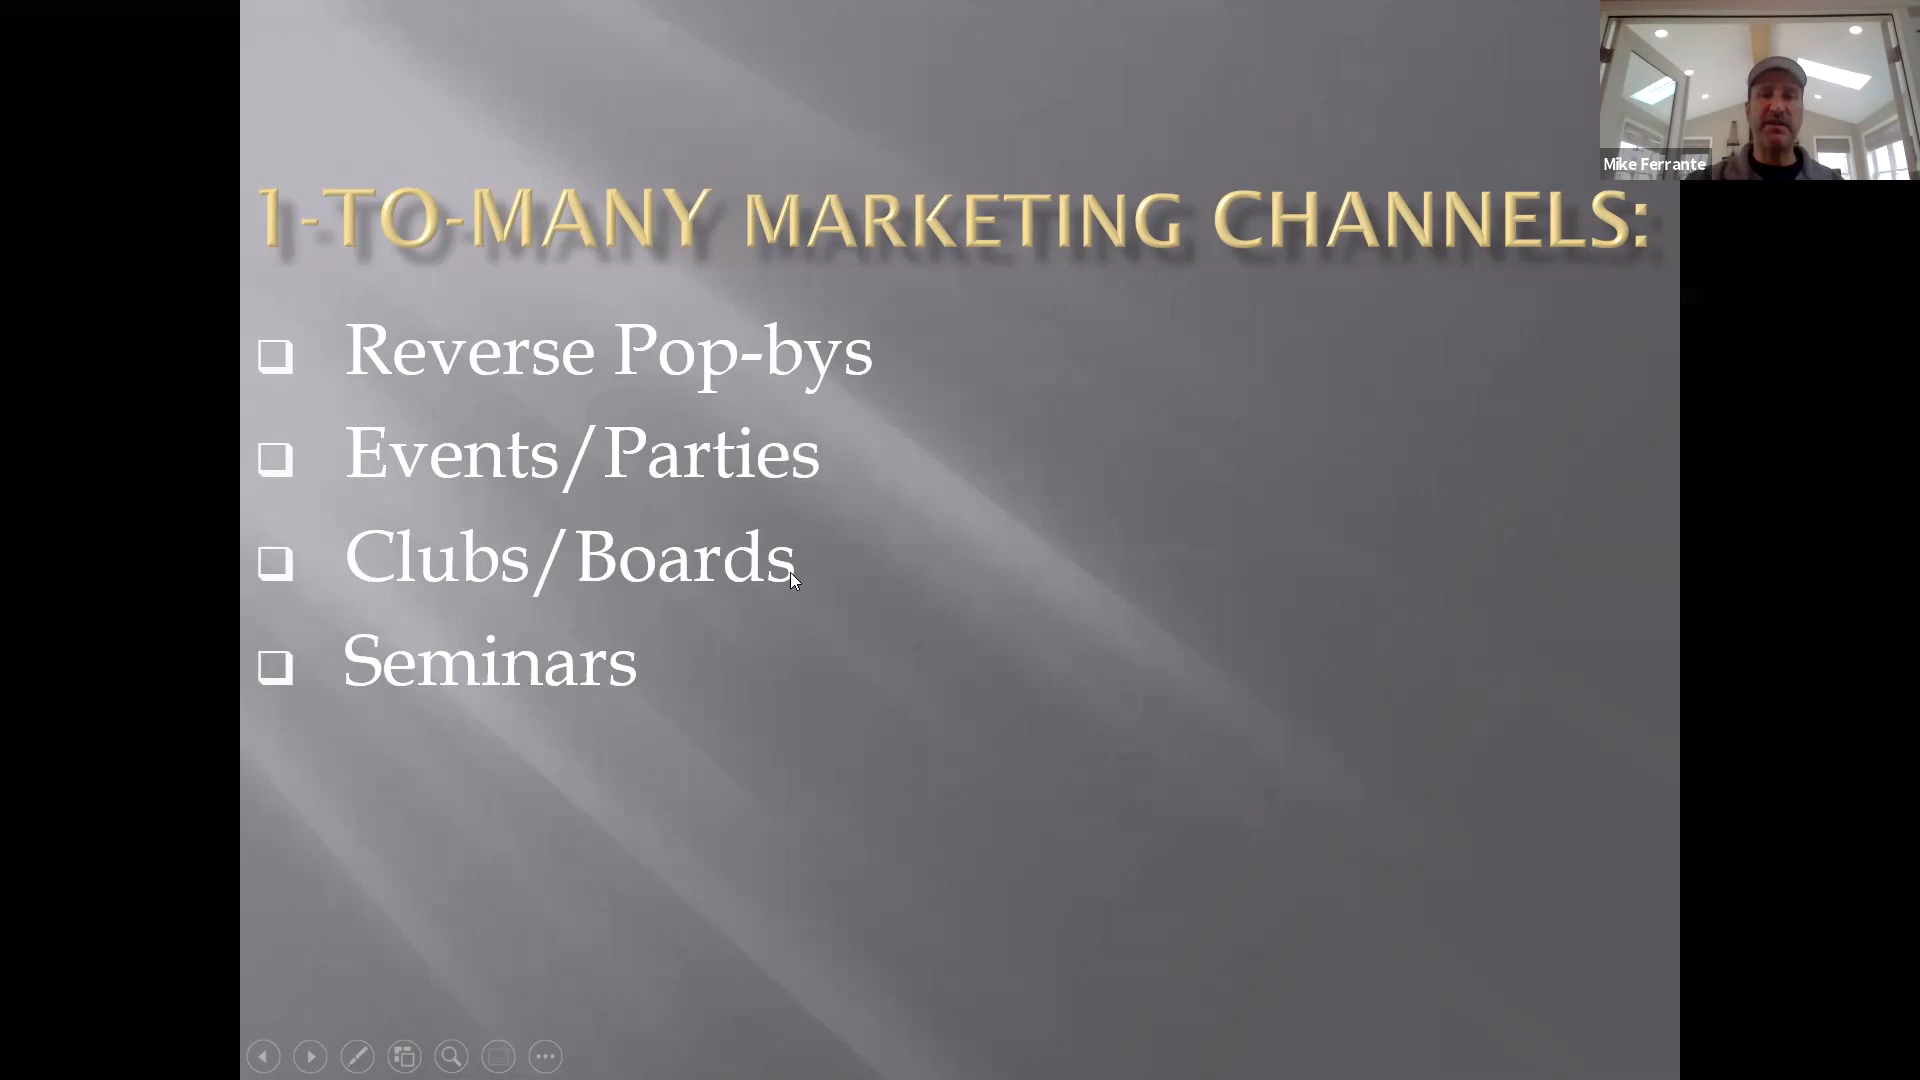 Mike Ferrante
1-TO-MANY MARKETING CHANNELS:
Reverse Pop-bys
Events/Parties
Clubs/Boards
Seminars